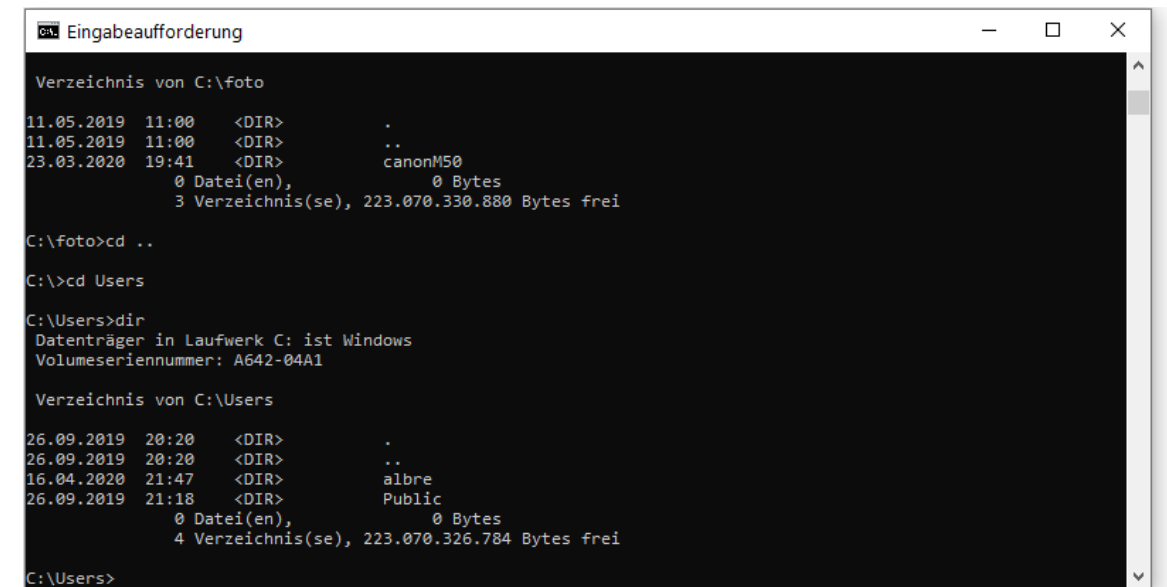 Eingabeaufforderung
Verzeichnis von C:\foto
11.05.2019  11:00    <DIR>          .
11.05.2019  11:00    <DIR>          ..
23.03.2020  19:41    <DIR>          canonM50
0 Datei(en),              0 Bytes
3 Verzeichnis(se), 223.070.330.880 Bytes frei
C:\foto>cd ..
C:\>cd Users
C:\Users>dir
Datenträger in Laufwerk C: ist Windows
Volumeseriennummer: A642-04A1
Verzeichnis von C:\Users
26.09.2019  20:20    <DIR>          .
26.09.2019  20:20    <DIR>          ..
16.04.2020  21:47    <DIR>          albre
26.09.2019  21:18    <DIR>          Public
0 Datei(en),              0 Bytes
4 Verzeichnis(se), 223.070.326.784 Bytes frei
C:\Users>